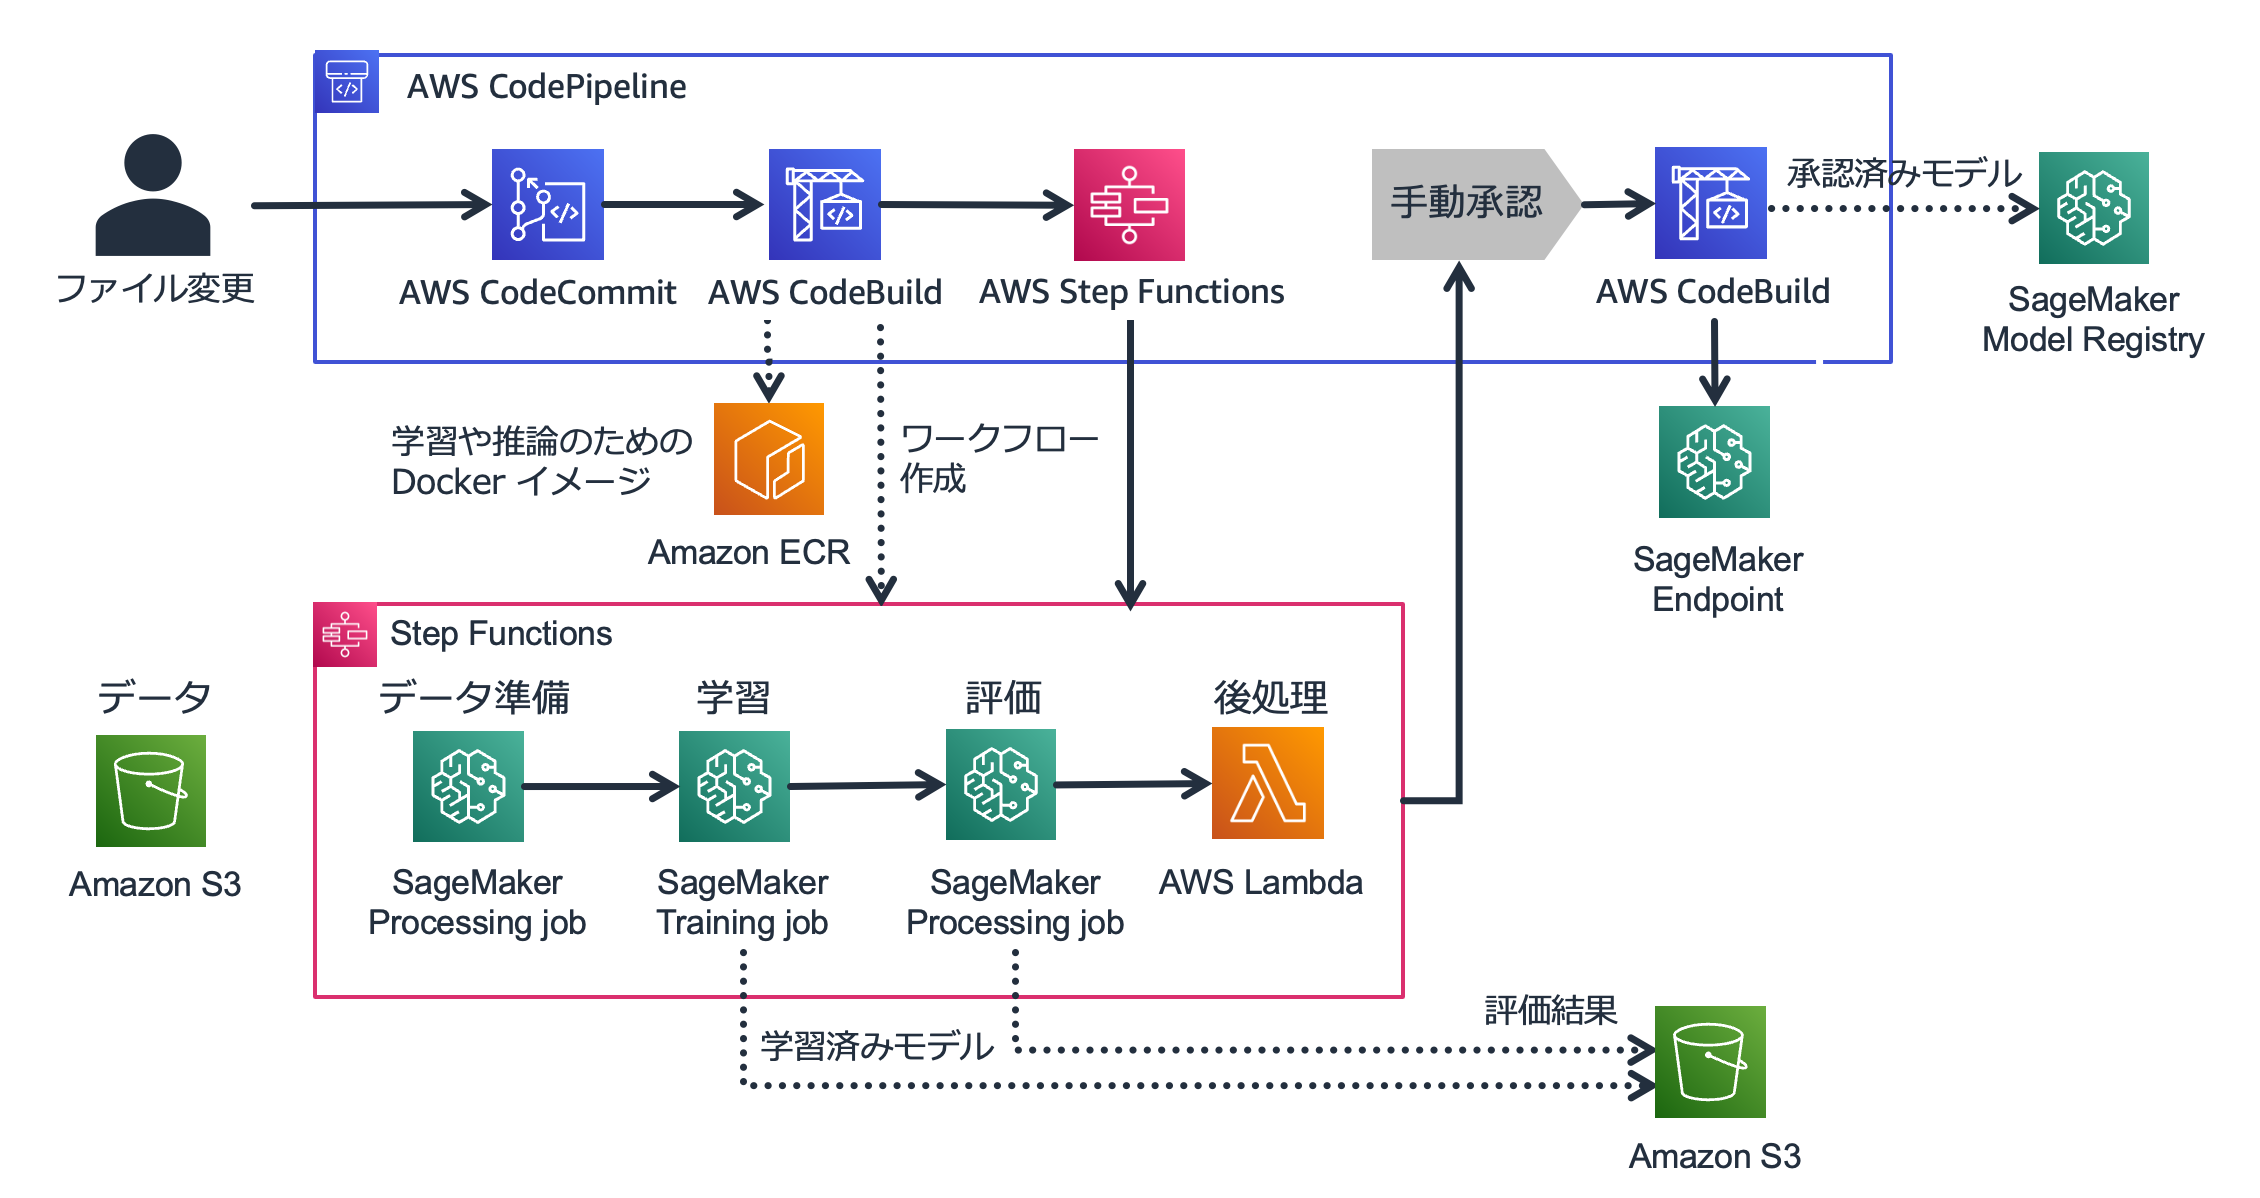 AWS CodePipeline
ファイル変更
AWS CodeCommit
AWS CodeBuild
AWS Step Functions
手動承認
AWS CodeBuild
承認済みモデル
SageMaker
Model Registry
学習や推論のための
Docker イメージ
Amazon ECR
ワークフロー
作成
SageMaker
Endpoint
Step Functions
データ
Amazon S3
データ準備
SageMaker
Processing job
学習
SageMaker
Training job
評価
SageMaker
Processing job
後処理
AWS Lambda
学習済みモデル
評価結果
Amazon S3